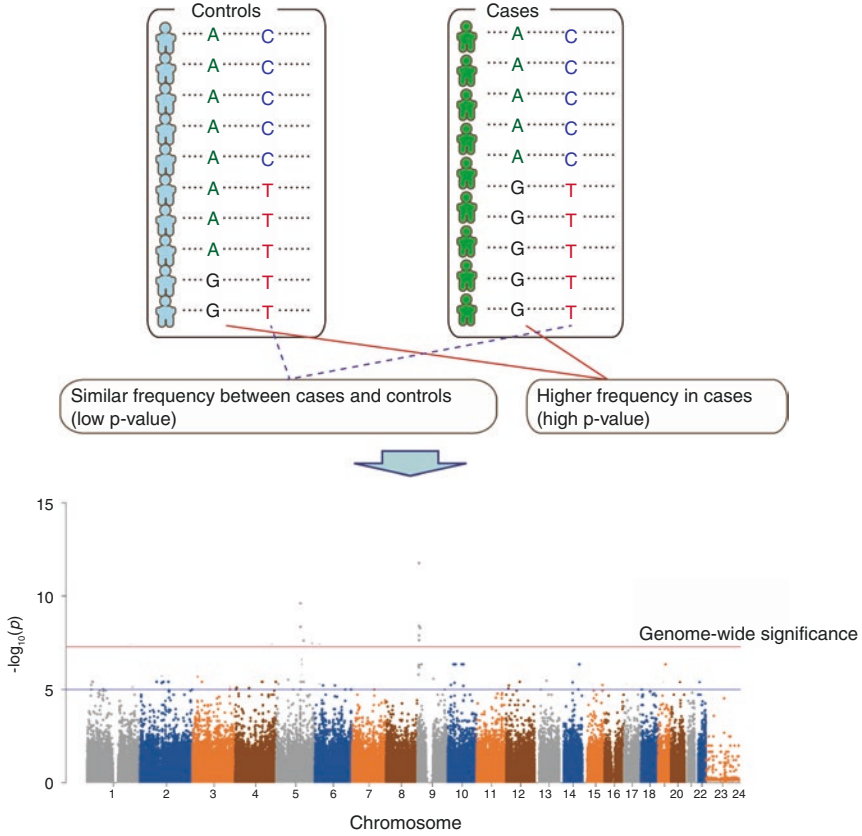 Controls
Cases
A C
A C
A C
A C
A C
A T
A T
A T
G T
G T
A C
A C
A C
A C
A C
G T
G T
G T
G T
G T
Similar frequency between cases and controls
(low p-value)
Higher frequency in cases
(high p-value)
15
10
5
0
-log10(p)
Genome-wide significance
1 2 3 4 5 6 7 8 9 10 11 12 13 14 15 16 17 18 20 22 23 24
Chromosome